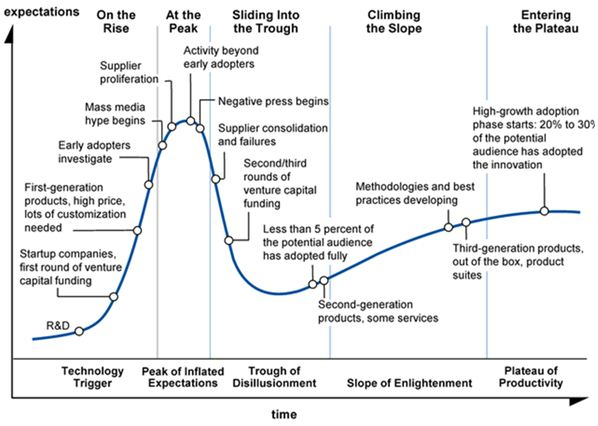 expectations
On the
Rise
At the
Peak
Sliding Into
the Trough
Climbing
the Slope
Entering
the Plateau
Activity beyond
early adopters
Supplier
proliferation
Negative press begins
Mass media
hype begins
High-growth adoption
phase starts: 20% to 30%
of the potential
audience has adopted
the innovation
Supplier consolidation
and failures
Early adopters
investigate
Second/third
rounds of
venture capital
funding
First-generation
products, high price,
lots of customization
needed
Methodologies and best
practices developing
Less than 5 percent of
the potential audience
has adopted fully
Third-generation products,
out of the box, product
suites
Startup companies,
first round of venture
capital funding
Second-generation
products, some services
R&D
Technology
Trigger
Peak of Inflated
Expectations
Trough of
Disillusionment
Slope of Enlightenment
Plateau of
Productivity
time